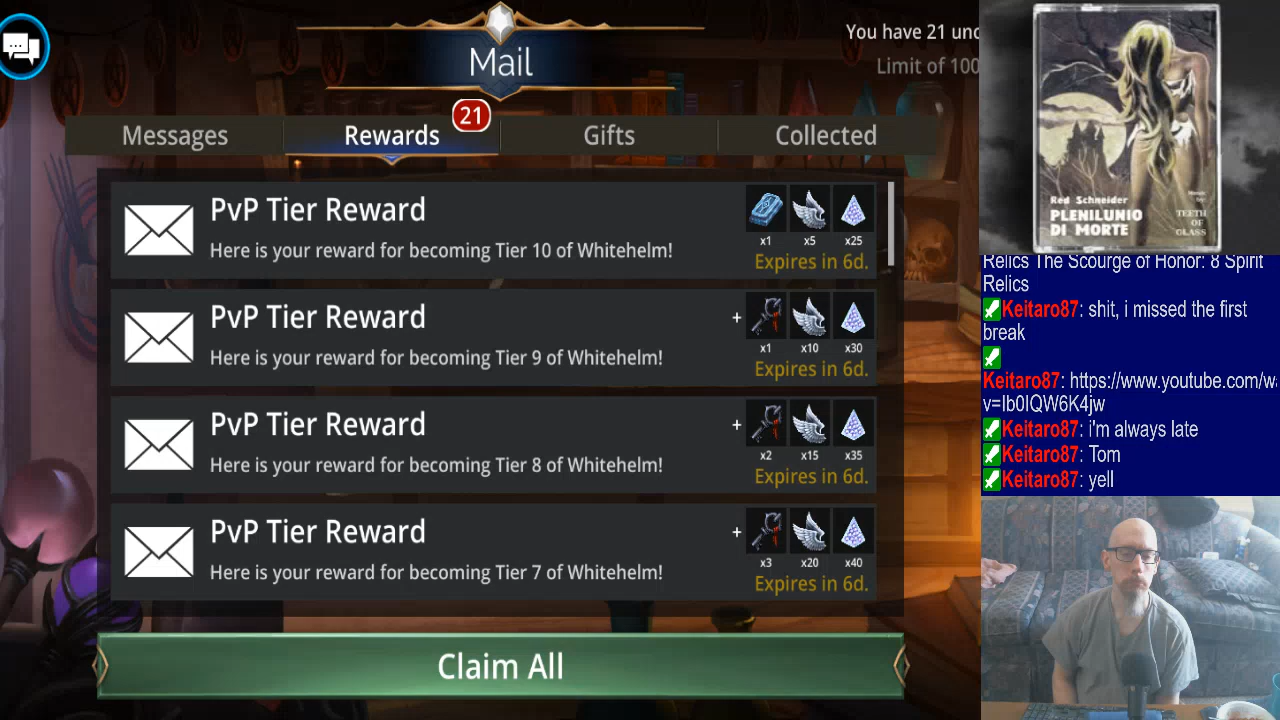 Mail
You have 21 unc
Limit of 100
Messages
Rewards
21
Gifts
Collected
PvP Tier Reward
Here is your reward for becoming Tier 10 of Whitehelm!
x1 x5 x25
Expires in 6d.
PvP Tier Reward
Here is your reward for becoming Tier 9 of Whitehelm!
+ x1 x10 x30
Expires in 6d.
PvP Tier Reward
Here is your reward for becoming Tier 8 of Whitehelm!
+ x2 x15 x35
Expires in 6d.
PvP Tier Reward
Here is your reward for becoming Tier 7 of Whitehelm!
+ x3 x20 x40
Expires in 6d.
Claim All
Red Schneider
PLENILUNIO
DI MORTE
Music
by:
TEETH
OF
GLASS
Relics The Scourge of Honor: 8 Spirit
Relics
Keitaro87: shit, i missed the first
break
Keitaro87: https://www.youtube.com/w
v=Ib0IQW6K4jw
Keitaro87: i'm always late
Keitaro87: Tom
Keitaro87: yell